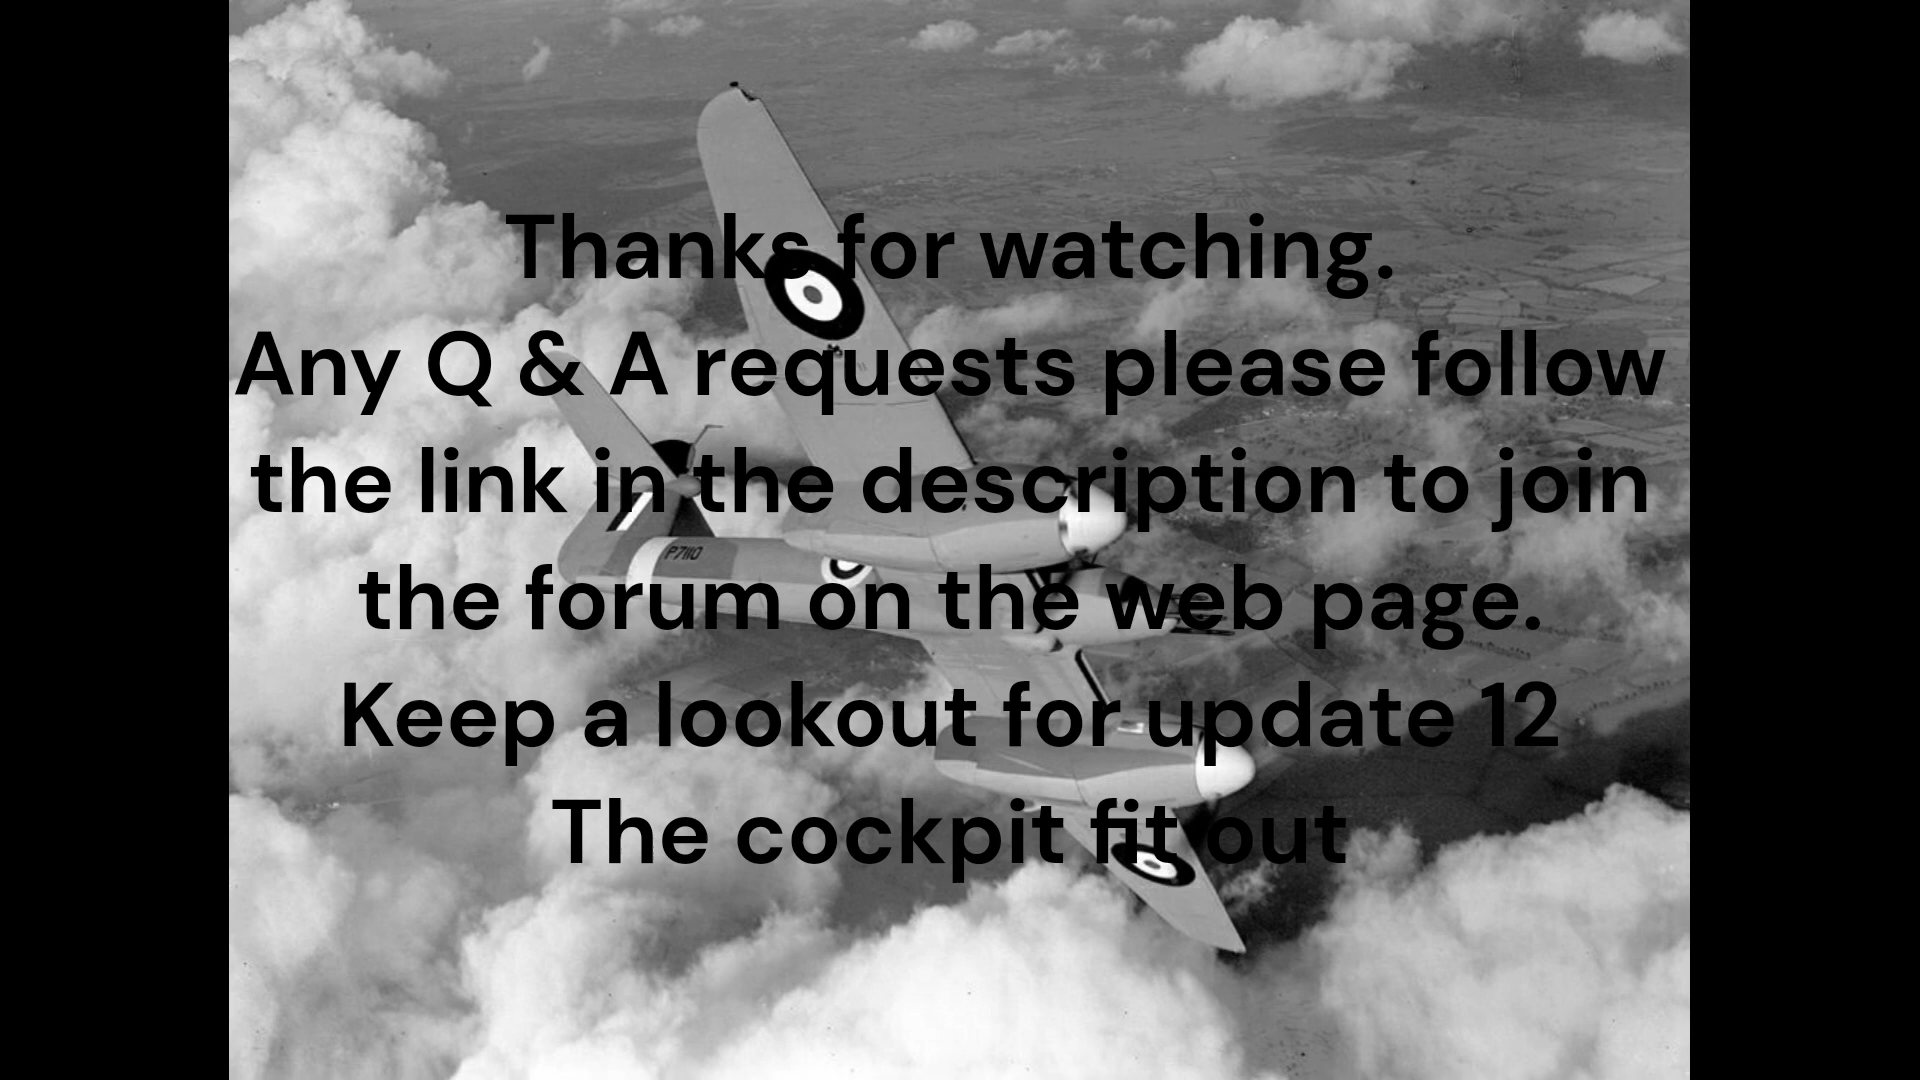 Thanks for watching.
Any Q & A requests please follow
the link in the description to join
the forum on the web page.
Keep a lookout for update 12
The cockpit fit out
P7110